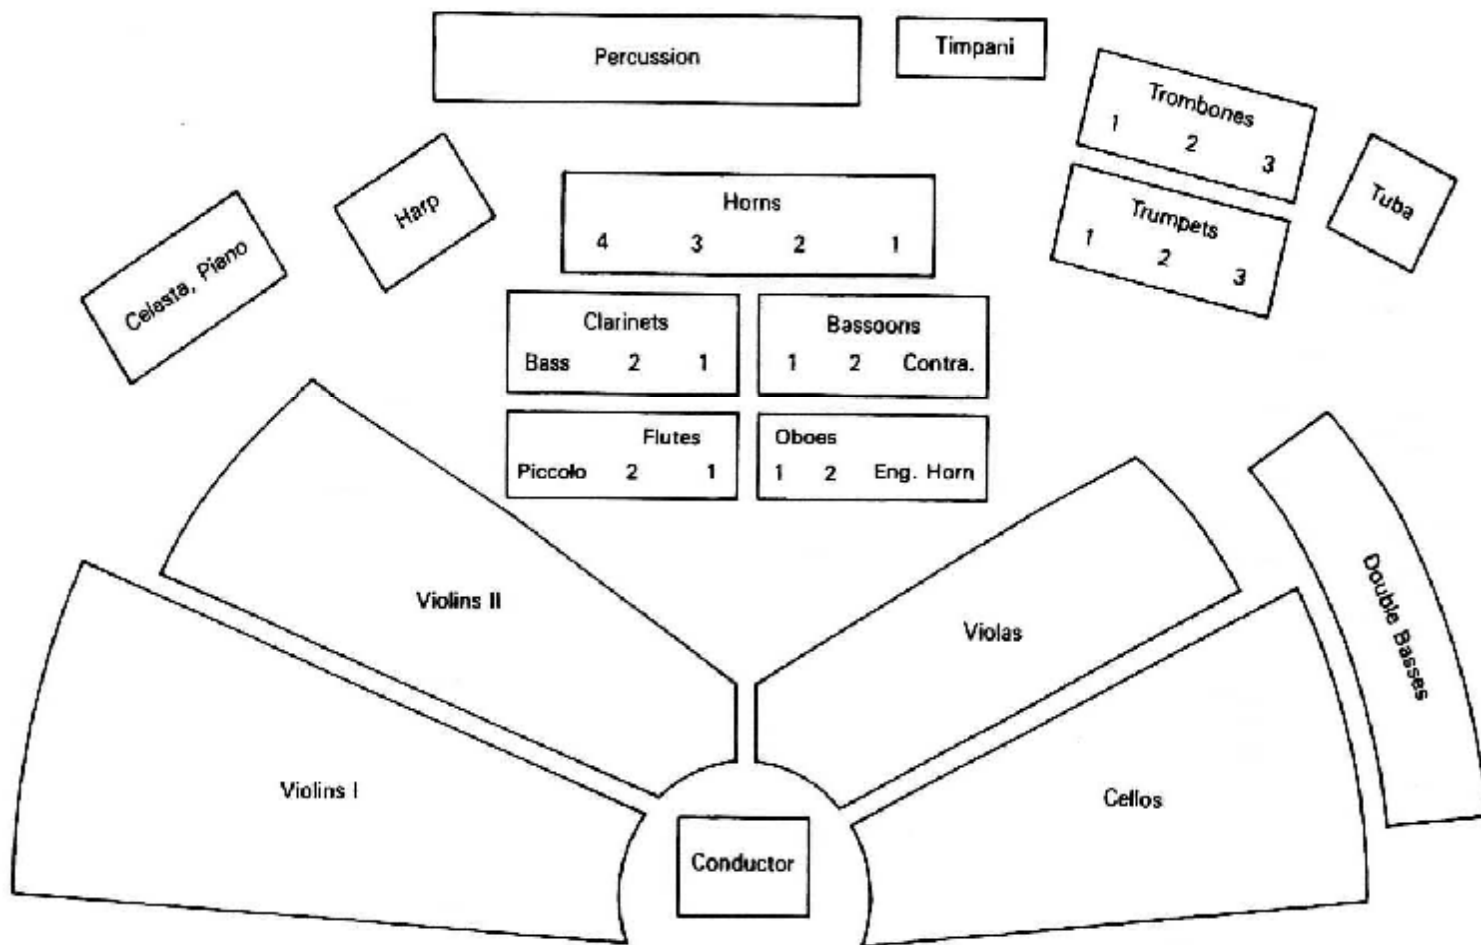 Percussion
Timpani
Trombones
1 2 3
Trumpets
1 2 3
Tuba
Celesta, Piano
Harp
Horns
4 3 2 1
Clarinets
Bass 2 1
Bassoons
1 2 Contra.
Flutes
Piccolo 2 1
Oboes
1 2 Eng. Horn
Violins II
Violas
Double Basses
Violins I
Cellos
Conductor